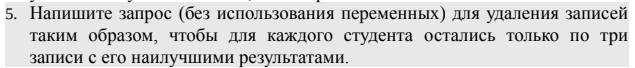 5. Напишите запрос (без использования переменных) для удаления записей
таким образом, чтобы для каждого студента остались только по три
записи с его наилучшими результатами.